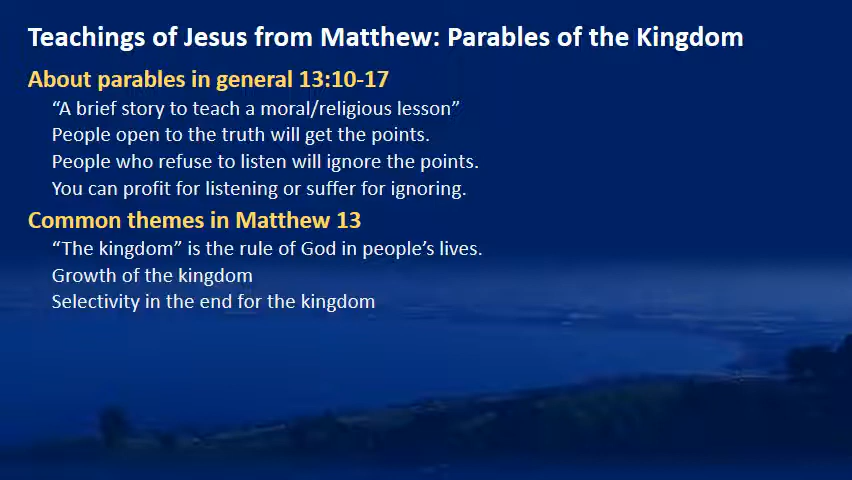 Teachings of Jesus from Matthew: Parables of the Kingdom
About parables in general 13:10-17
“A brief story to teach a moral/religious lesson”
People open to the truth will get the points.
People who refuse to listen will ignore the points.
You can profit for listening or suffer for ignoring.
Common themes in Matthew 13
“The kingdom” is the rule of God in people’s lives.
Growth of the kingdom
Selectivity in the end for the kingdom